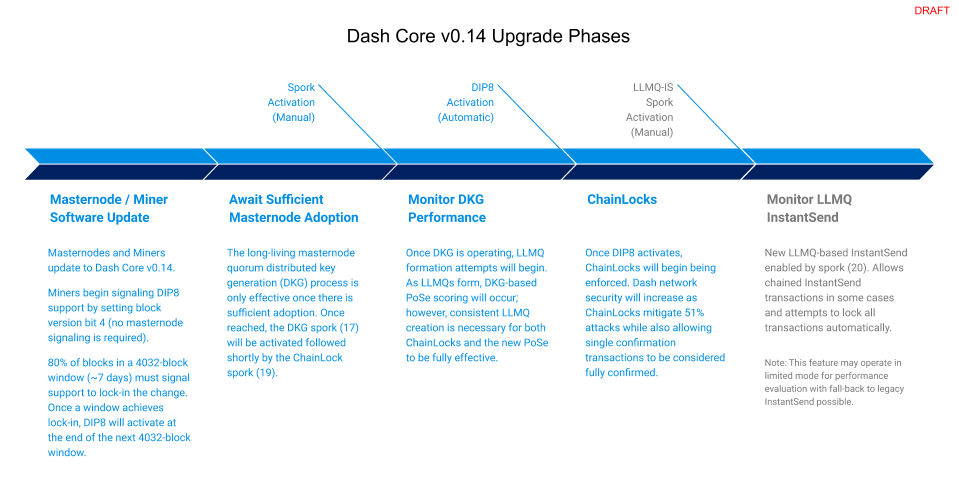 DRAFT
Dash Core v0.14 Upgrade Phases
Spork
Activation
(Manual)
DIP8
Activation
(Automatic)
LLMQ-IS
Spork
Activation
(Manual)
Masternode / Miner
Software Update
Masternodes and Miners
update to Dash Core v0.14.
Miners begin signaling DIP8
support by setting block
version bit 4 (no masternode
signaling is required).
80% of blocks in a 4032-block
window (~7 days) must signal
support to lock-in the change.
Once a window achieves
lock-in, DIP8 will activate at
the end of the next 4032-block
window.
Await Sufficient
Masternode Adoption
The long-living masternode
quorum distributed key
generation (DKG) process is
only effective once there is
sufficient adoption. Once
reached, the DKG spork (17)
will be activated followed
shortly by the ChainLock
spork (19).
Monitor DKG
Performance
Once DKG is operating, LLMQ
formation attempts will begin.
As LLMQs form, DKG-based
PoSe scoring will occur;
however, consistent LLMQ
creation is necessary for both
ChainLocks and the new PoSe
to be fully effective.
ChainLocks
Once DIP8 activates,
ChainLocks will begin being
enforced. Dash network
security will increase as
ChainLocks mitigate 51%
attacks while also allowing
single confirmation
transactions to be considered
fully confirmed.
Monitor LLMQ
InstantSend
New LLMQ-based InstantSend
enabled by spork (20). Allows
chained InstantSend
transactions in some cases
and attempts to lock all
transactions automatically.
Note: This feature may operate in
limited mode for performance
evaluation with fall-back to legacy
InstantSend possible.